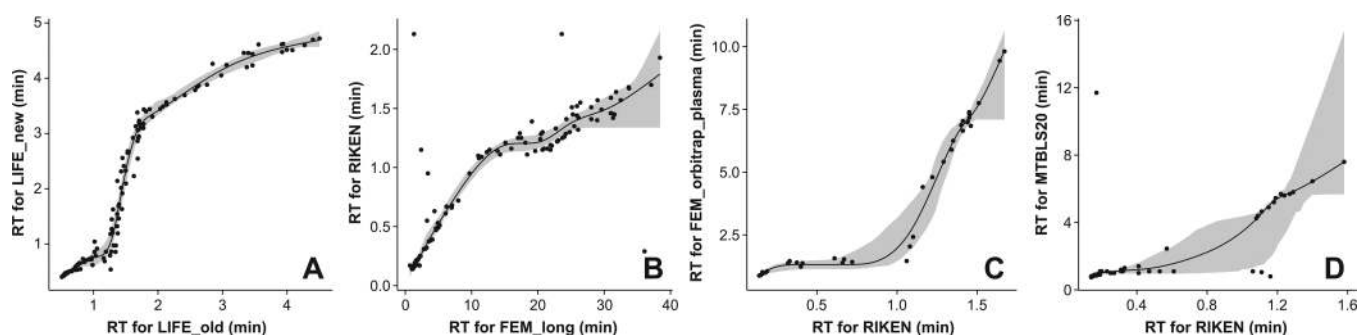 5
4
3
2
1
1
2
3
4
RT for LIFE_new (min)
RT for LIFE_old (min)
A
2.0
1.5
1.0
0.5
0.0
0
10
20
30
40
RT for RIKEN (min)
RT for FEM_long (min)
B
10.0
7.5
5.0
2.5
0.5
1.0
1.5
RT for FEM_orbitrap_plasma (min)
RT for RIKEN (min)
C
16
12
8
4
0
0.4
0.8
1.2
1.6
RT for MTBLS20 (min)
RT for RIKEN (min)
D